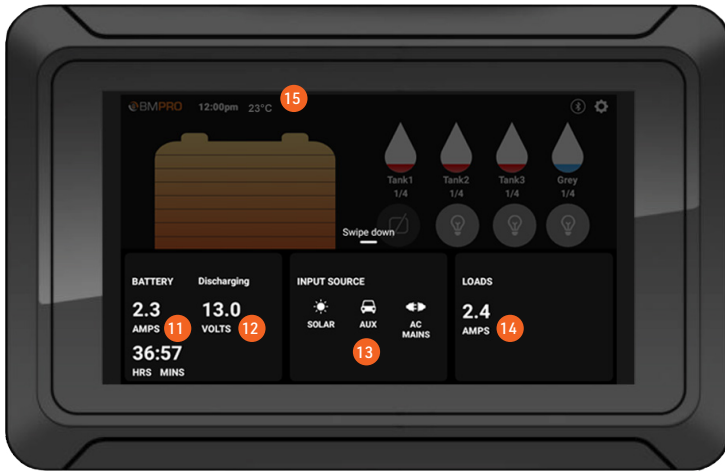 BMPRO 12:00pm 23°C 15
Tank1 Tank2 Tank3 Grey
1/4 1/4 1/4 1/4
Swipe down
BATTERY Discharging
2.3 13.0
AMPS 11 VOLTS 12
36:57
HRS MINS
INPUT SOURCE
SOLAR AUX AC
MAINS
13
LOADS
2.4
AMPS 14